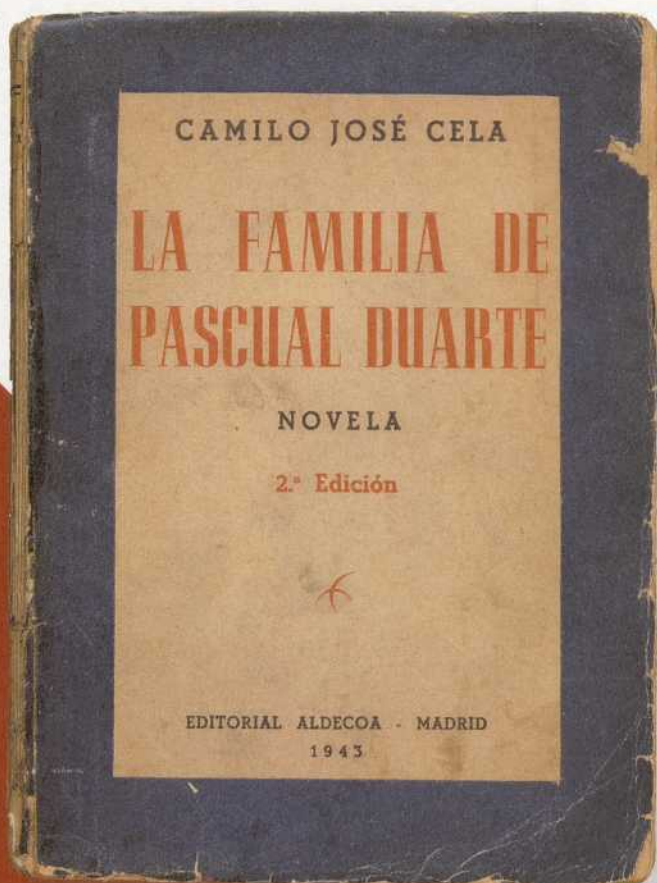 CAMILO JOSÉ CELA
LA FAMILIA DE
PASCUAL DUARTE
NOVELA
2.ª Edición
EDITORIAL ALDECOA - MADRID
1943